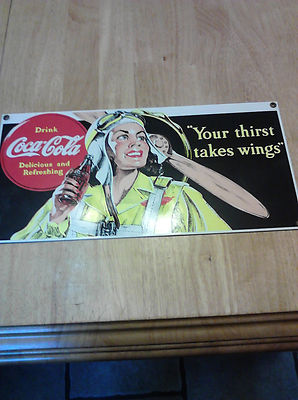 Drink
Coca-Cola
Delicious and
Refreshing
"Your thirst
takes wings"